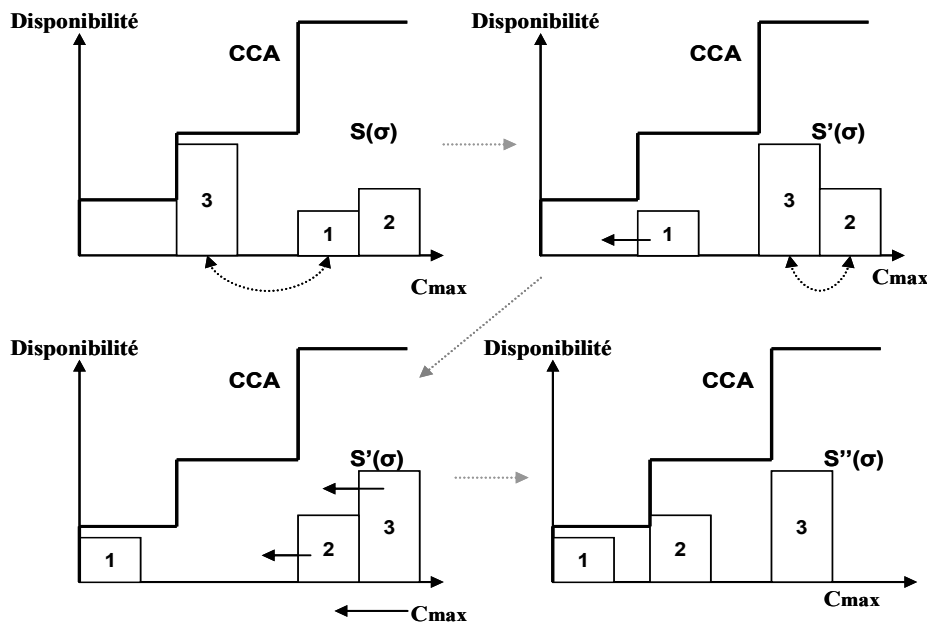 Disponibilité
CCA
S(σ)
3
1
2
Cmax
Disponibilité
CCA
S’(σ)
1
3
2
Cmax
Disponibilité
CCA
S’(σ)
1
2
3
Cmax
Disponibilité
CCA
S’’(σ)
1
2
3
Cmax